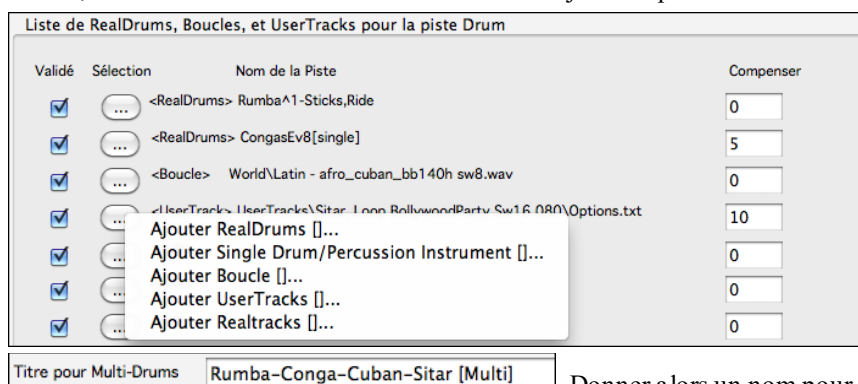 Liste de RealDrums, Boucles, et UserTracks pour la piste Drum
Validé Sélection Nom de la Piste Compenser
... <RealDrums> Rumba^1-Sticks,Ride 0
... <RealDrums> CongasEv8[single] 5
... <Boucle> World\Latin - afro_cuban_bb140h sw8.wav 0
... <UserTrack> UserTracks\Sitar_Loop BollywoodParty Sw16 080\Options.txt 10
Ajouter RealDrums []...
Ajouter Single Drum/Percussion Instrument []...
0
Ajouter Boucle []...
Ajouter UserTracks []...
0
Ajouter Realtracks []...
0
Titre pour Multi-Drums Rumba-Conga-Cuban-Sitar [Multi]
Donner alors un nom pour